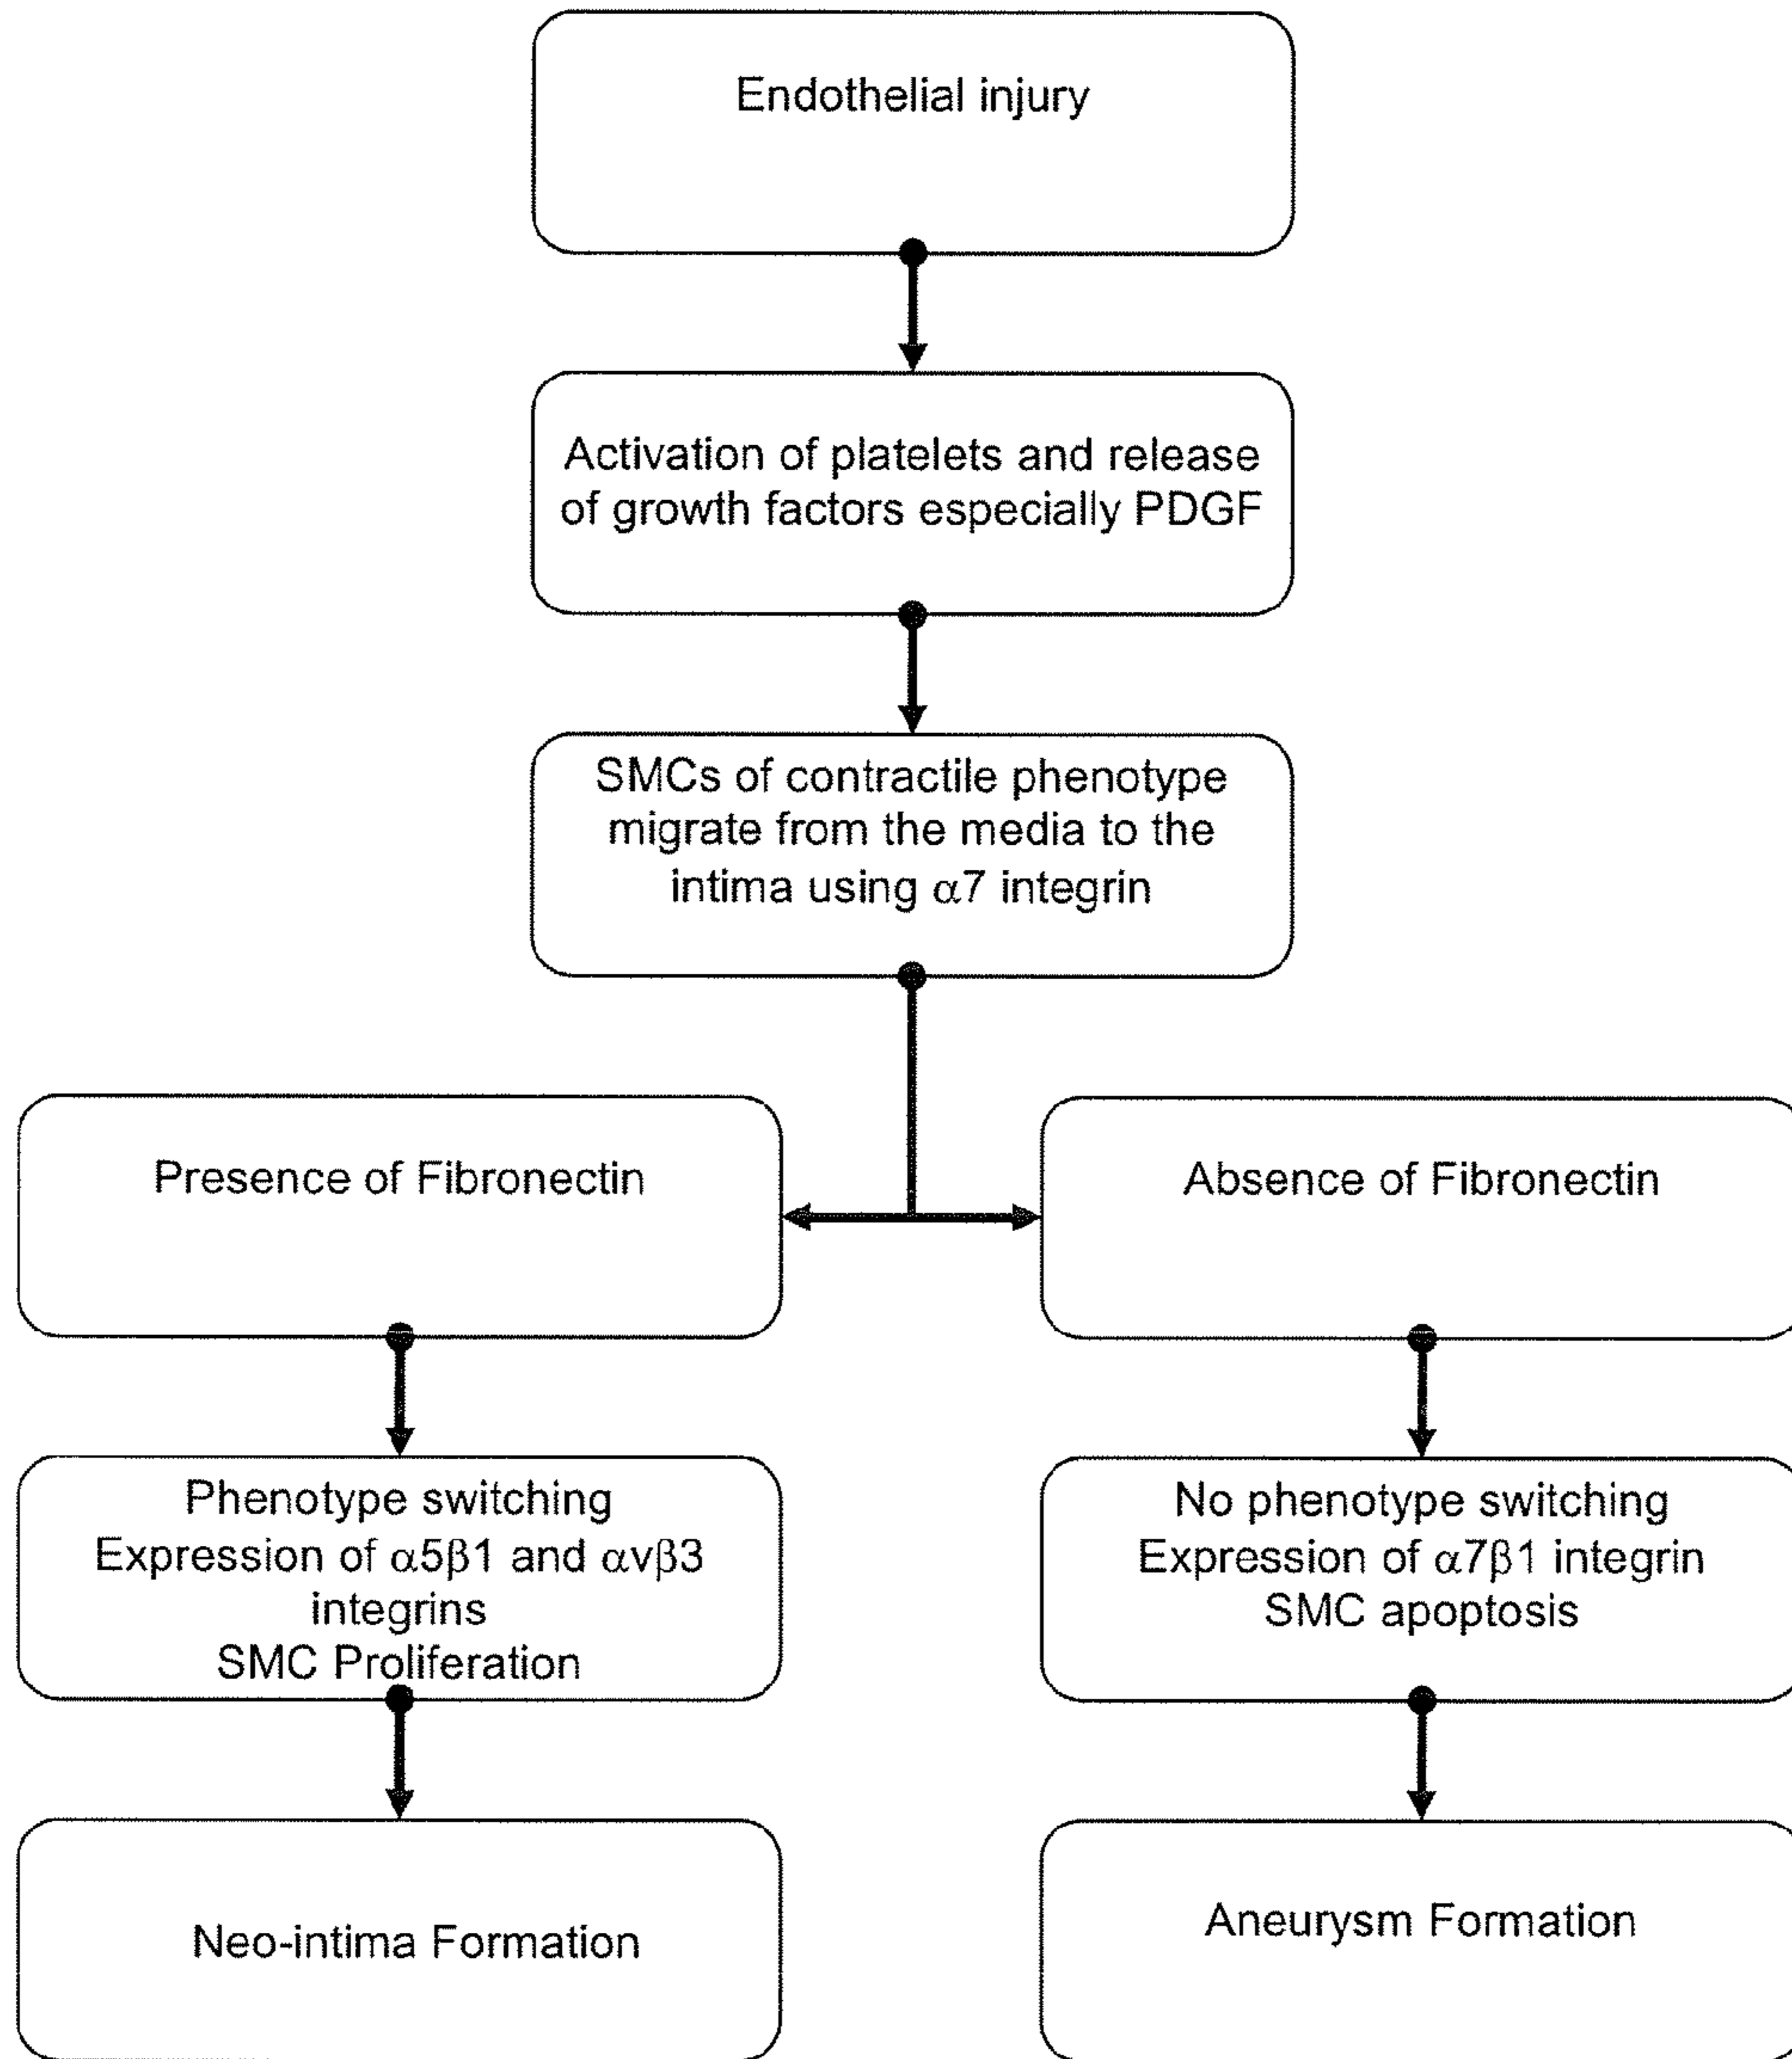 Endothelial injury
Activation of platelets and release
of growth factors especially PDGF
SMCs of contractile phenotype
migrate from the media to the
intima using α7 integrin
Presence of Fibronectin
Absence of Fibronectin
Phenotype switching
Expression of α5β1 and αvβ3
integrins
SMC Proliferation
No phenotype switching
Expression of α7β1 integrin
SMC apoptosis
Neo-intima Formation
Aneurysm Formation